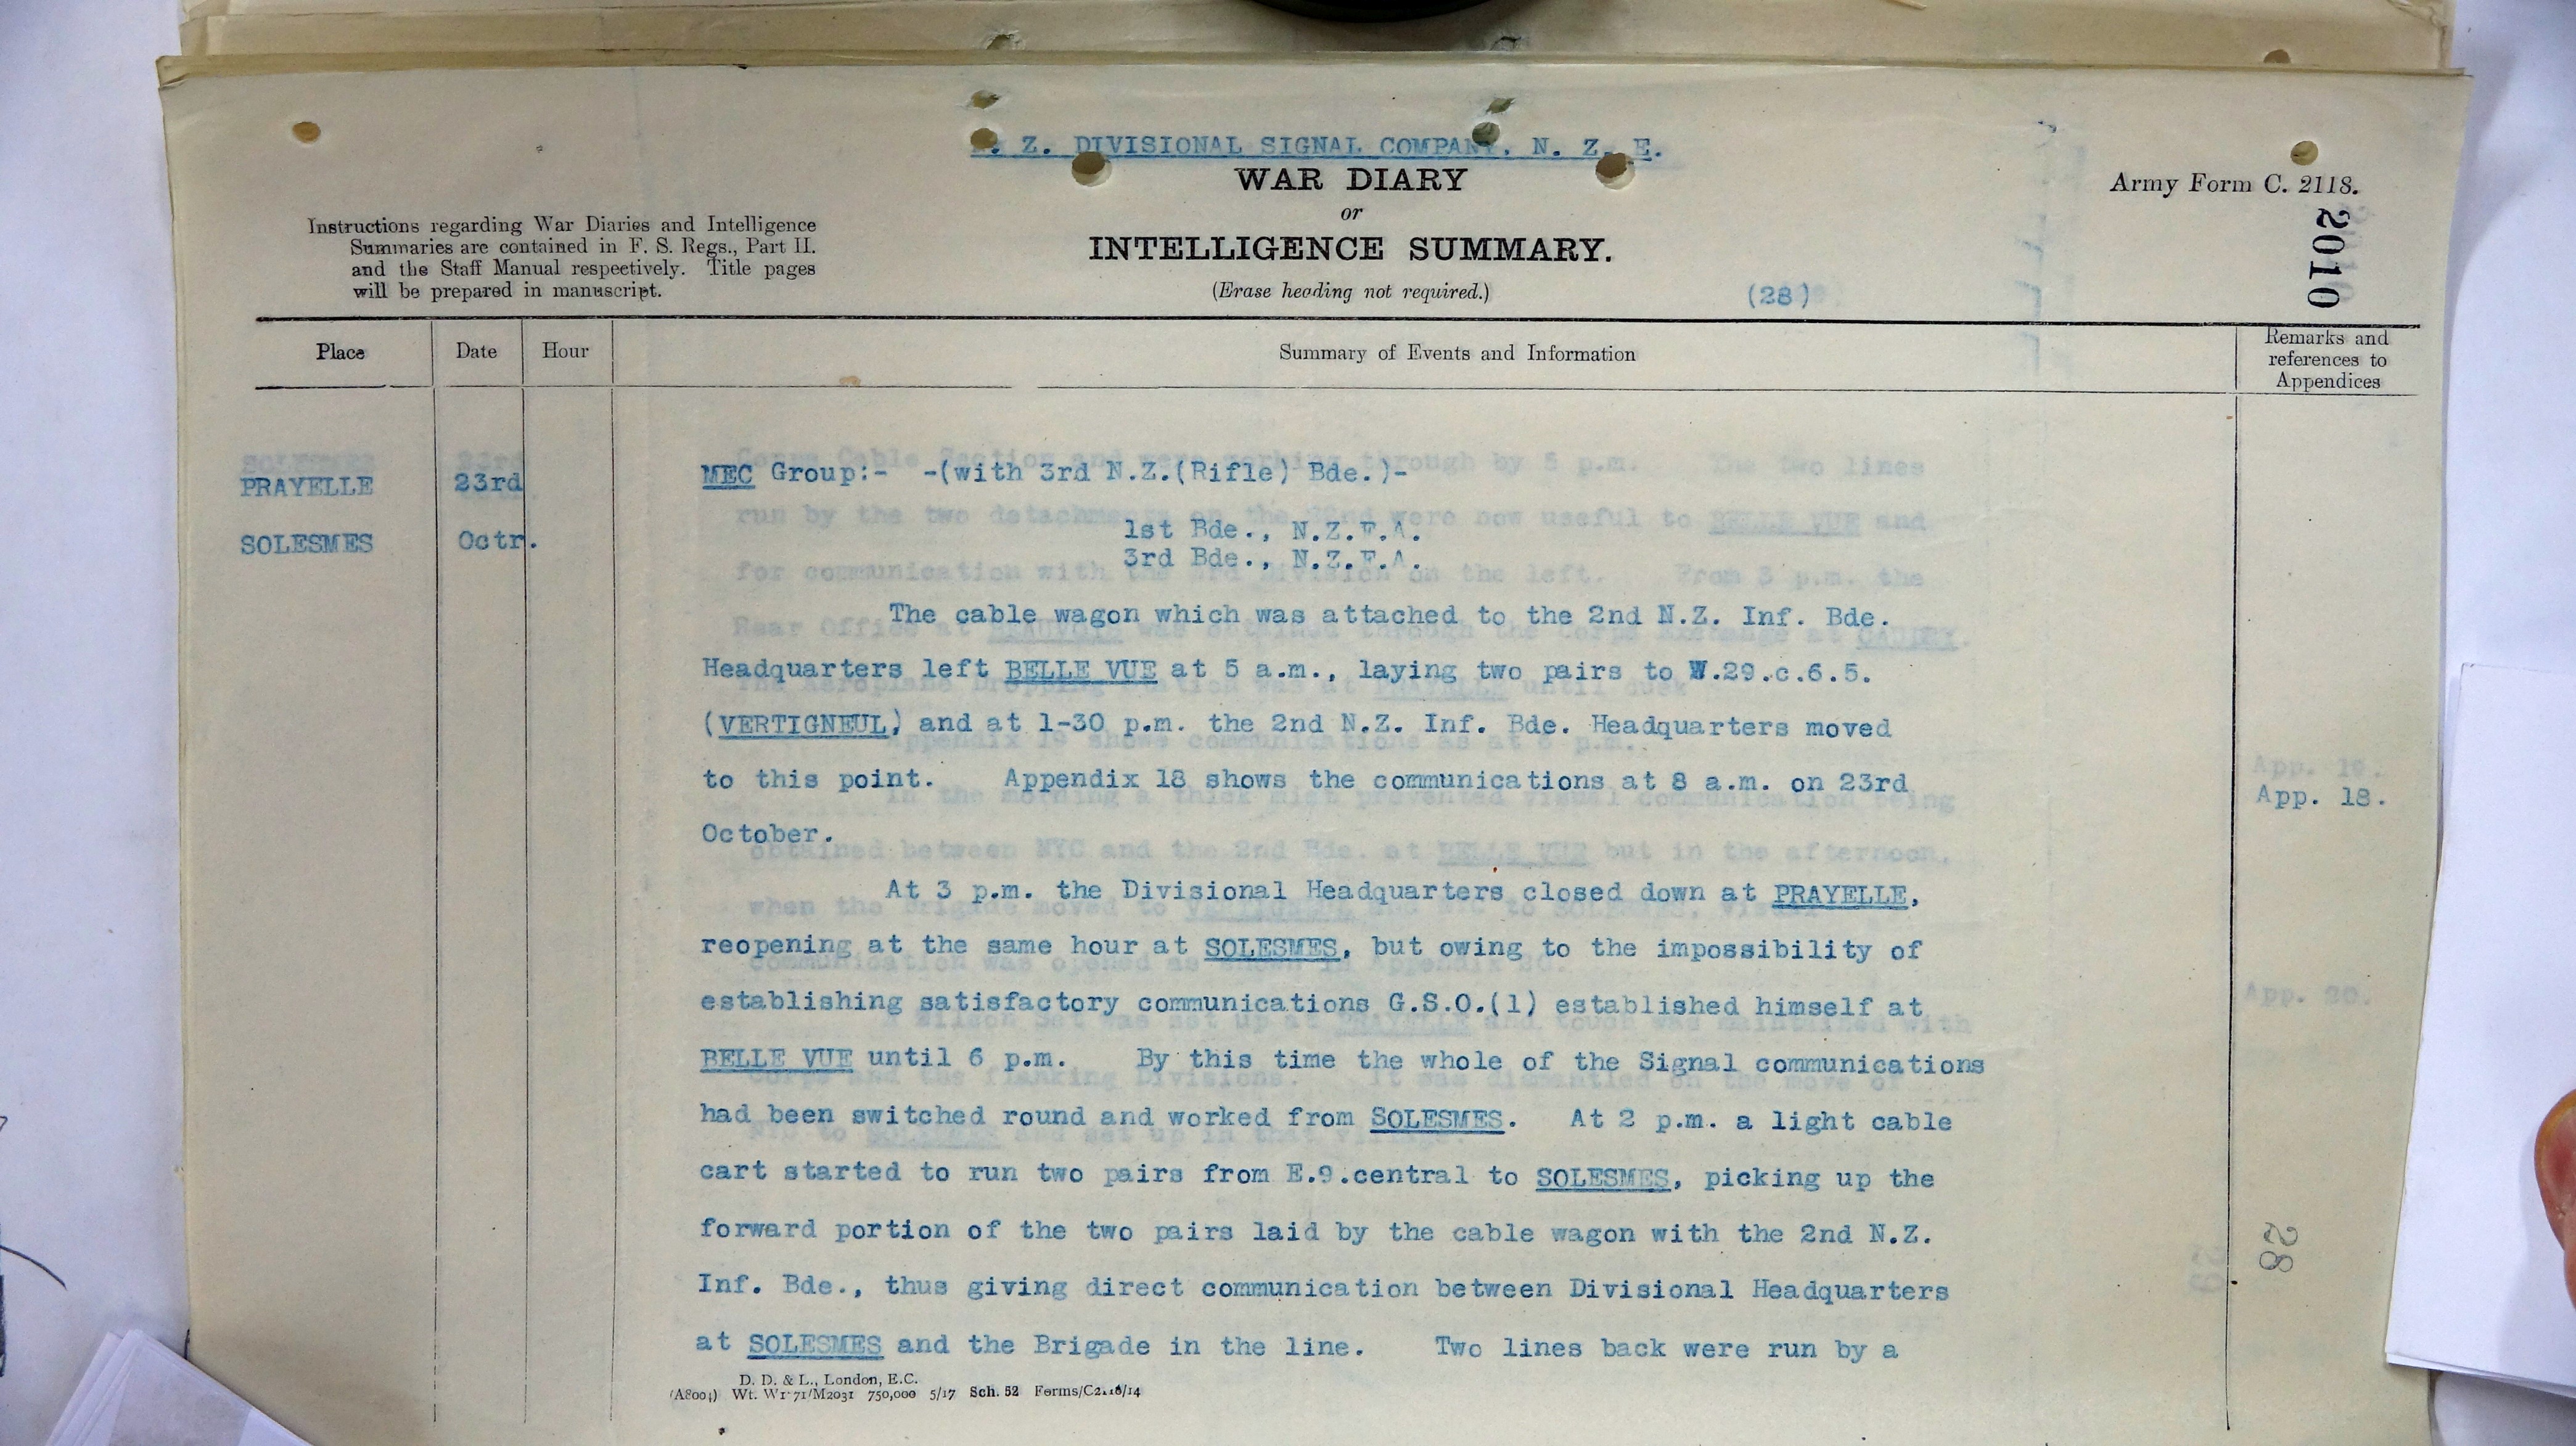 N. Z. DIVISIONAL SIGNAL COMPANY, N. Z. E.
WAR DIARY
or
INTELLIGENCE SUMMARY.
(Erase heading not required.)
(28)
Army Form C. 2118.
2010
Instructions regarding War Diaries and Intelligence
Summaries are contained in F. S. Regs., Part II.
and the Staff Manual respectively. Title pages
will be prepared in manuscript.
Place Date Hour Summary of Events and Information Remarks and
references to
Appendices
PRAYELLE 23rd MEC Group:- -(with 3rd N.Z.(Rifle) Bde.)-
SOLESMES Octr. 1st Bde., N.Z.F.A.
3rd Bde., N.Z.F.A.
The cable wagon which was attached to the 2nd N.Z. Inf. Bde.
Headquarters left BELLE VUE at 5 a.m., laying two pairs to W.29.c.6.5.
(VERTIGNEUL) and at 1-30 p.m. the 2nd N.Z. Inf. Bde. Headquarters moved
to this point. Appendix 18 shows the communications at 8 a.m. on 23rd App. 18.
October.
At 3 p.m. the Divisional Headquarters closed down at PRAYELLE,
reopening at the same hour at SOLESMES, but owing to the impossibility of
establishing satisfactory communications G.S.O.(1) established himself at
BELLE VUE until 6 p.m. By this time the whole of the Signal communications
had been switched round and worked from SOLESMES. At 2 p.m. a light cable
cart started to run two pairs from E.9.central to SOLESMES, picking up the
forward portion of the two pairs laid by the cable wagon with the 2nd N.Z.
Inf. Bde., thus giving direct communication between Divisional Headquarters
at SOLESMES and the Brigade in the line. Two lines back were run by a
28
D. D. & L., London, E.C.
(A8004) Wt. W1771/M2031 750,000 5/17 Sch. 52 Forms/C2118/14